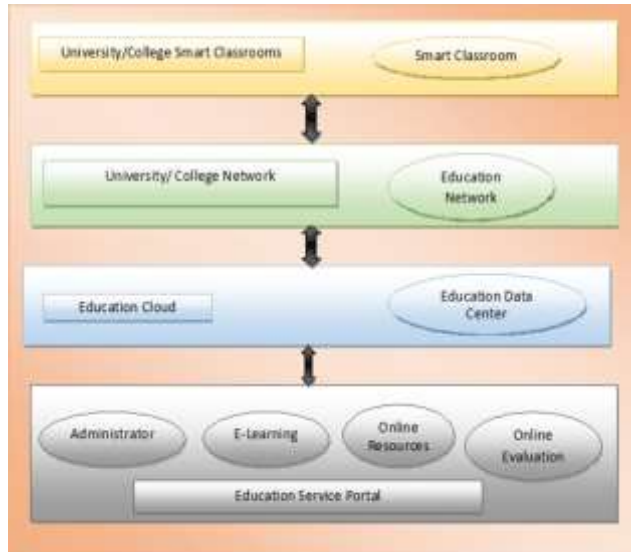 University/College Smart Classrooms
Smart Classroom
University/ College Network
Education
Network
Education Cloud
Education Data
Center
Administrator
E-Learning
Online
Resources
Online
Evaluation
Education Service Portal